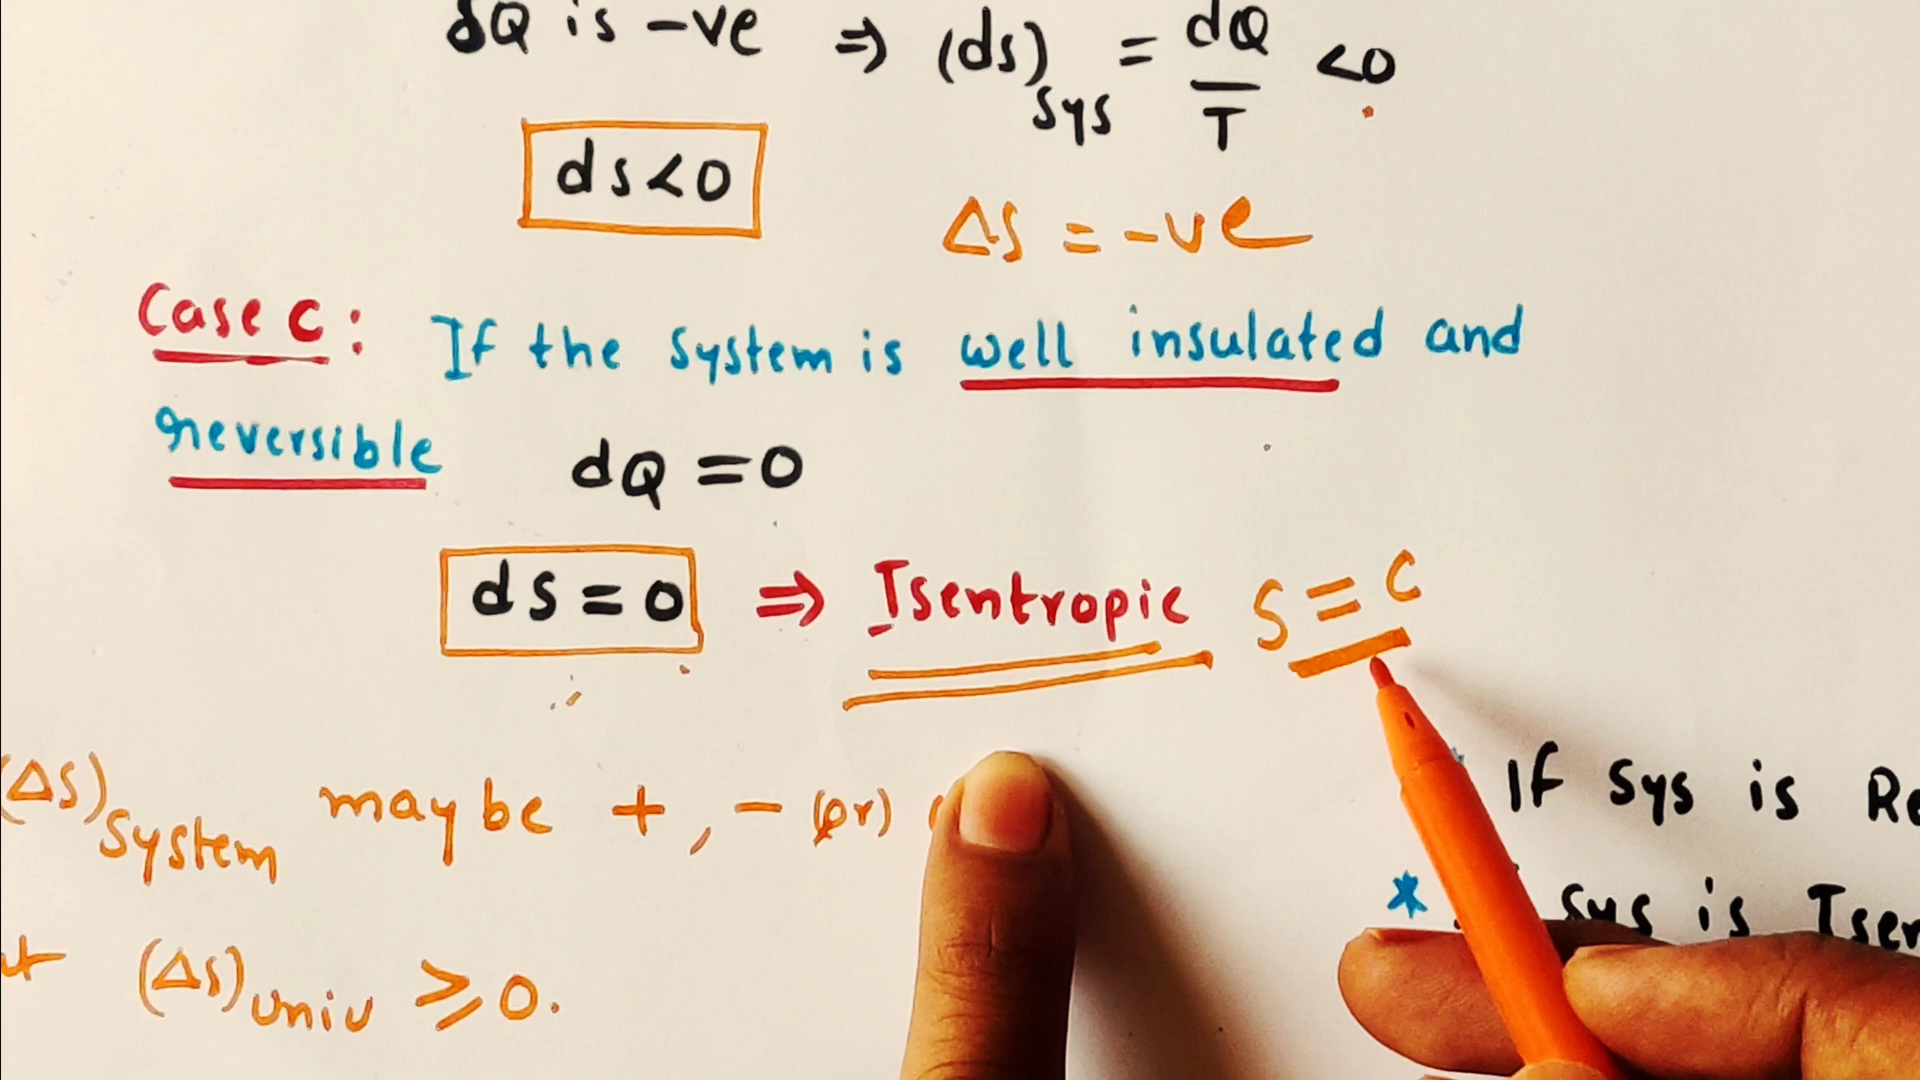 dQ is -ve ⇒ (ds)sys = dQ/T <0
ds<0
Δs = -ve
Case c: If the system is well insulated and
reversible dQ = 0
ds = 0 ⇒ Isentropic S = C
(Δs)system may be +, - (or)
If sys is
* sys is
(Δs)univ ⩾ 0.